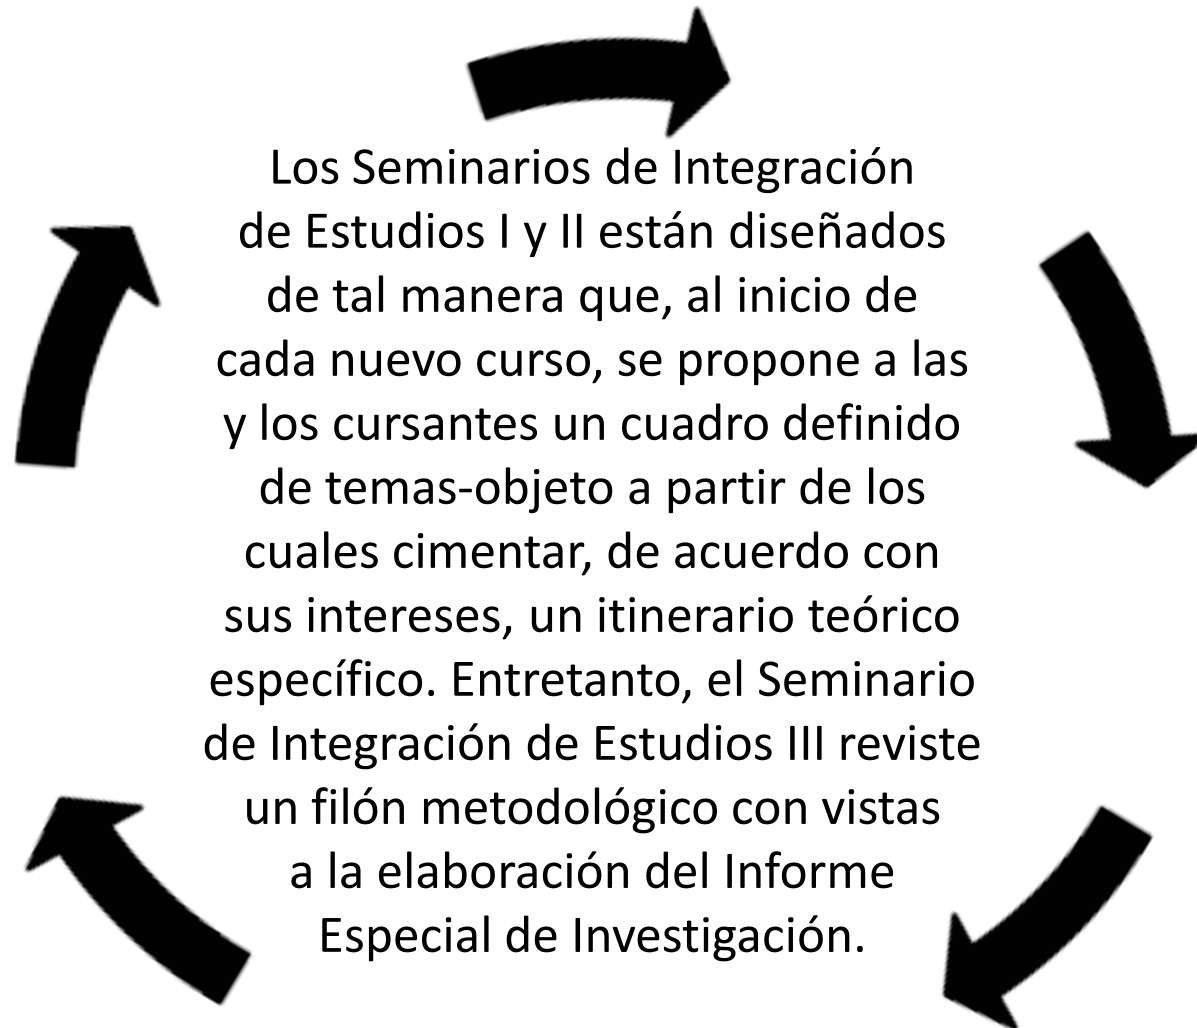 Los Seminarios de Integración
de Estudios I y II están diseñados
de tal manera que, al inicio de
cada nuevo curso, se propone a las
y los cursantes un cuadro definido
de temas-objeto a partir de los
cuales cimentar, de acuerdo con
sus intereses, un itinerario teórico
específico. Entretanto, el Seminario
de Integración de Estudios III reviste
un filón metodológico con vistas
a la elaboración del Informe
Especial de Investigación.